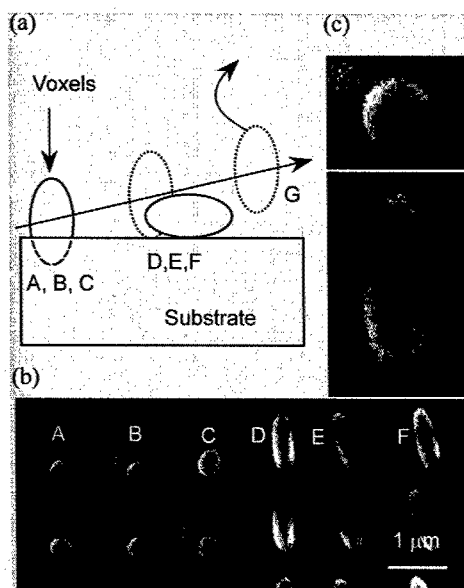 (a)
(c)
Voxels
G
A, B, C
D,E,F
Substrate
(b)
A B C D E F
1 μm